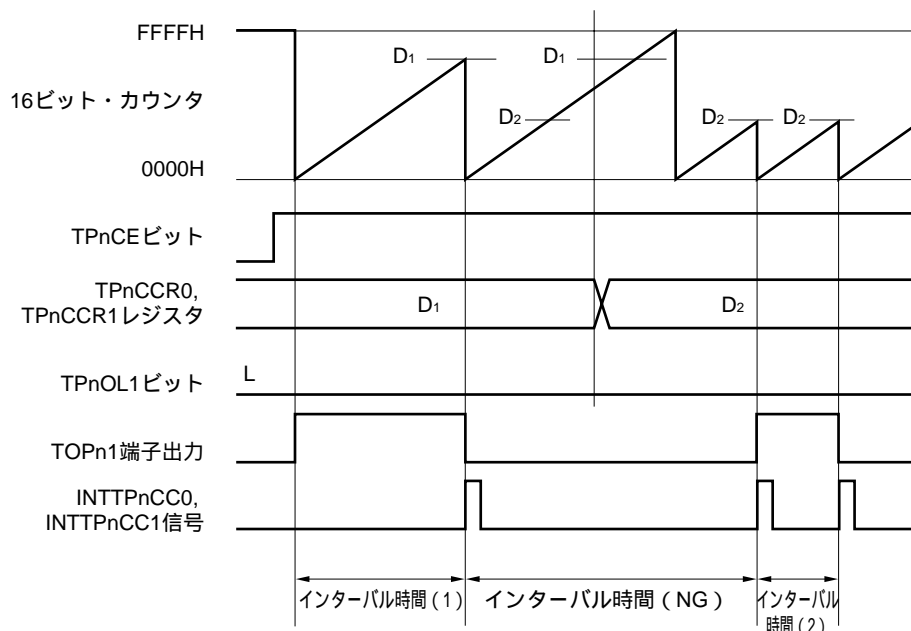 FFFFH
D1
D1
16ビット・カウンタ
D2
D2
D2
0000H
TPnCEビット
TPnCCR0,
TPnCCR1レジスタ
D1
D2
TPnOL1ビット
L
TOPn1端子出力
INTTPnCC0,
INTTPnCC1信号
インターバル時間（1）
インターバル時間（NG）
インターバル
時間（2）